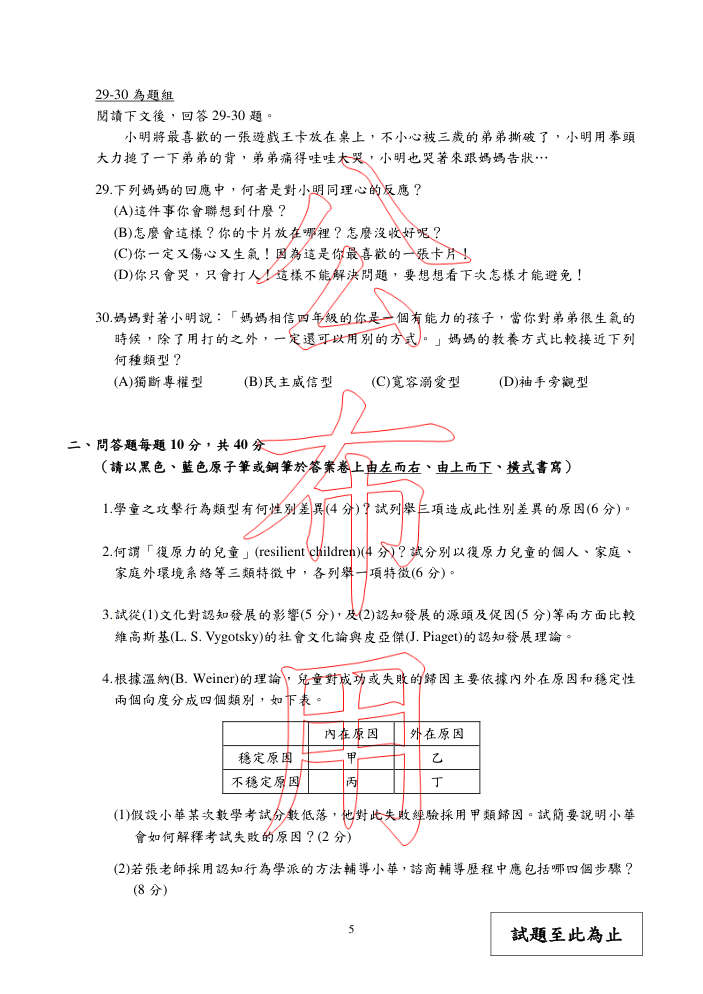 29-30 為題組
閱讀下文後，回答 29-30 題。
小明將最喜歡的一張遊戲王卡放在桌上，不小心被三歲的弟弟撕破了，小明用拳頭
大力搥了一下弟弟的背，弟弟痛得哇哇大哭，小明也哭著來跟媽媽告狀…
29.下列媽媽的回應中，何者是對小明同理心的反應？
(A)這件事你會聯想到什麼？
(B)怎麼會這樣？你的卡片放在哪裡？怎麼沒收好呢？
(C)你一定又傷心又生氣！因為這是你最喜歡的一張卡片！
(D)你只會哭，只會打人！這樣不能解決問題，要想想看下次怎樣才能避免！
30.媽媽對著小明說：「媽媽相信四年級的你是一個有能力的孩子，當你對弟弟很生氣的
時候，除了用打的之外，一定還可以用別的方式。」媽媽的教養方式比較接近下列
何種類型？
(A)獨斷專權型 (B)民主威信型 (C)寬容溺愛型 (D)袖手旁觀型
二、問答題每題 10 分，共 40 分
（請以黑色、藍色原子筆或鋼筆於答案卷上由左而右、由上而下、橫式書寫）
1.學童之攻擊行為類型有何性別差異(4 分)？試列舉三項造成此性別差異的原因(6 分)。
2.何謂「復原力的兒童」(resilient children)(4 分)？試分別以復原力兒童的個人、家庭、
家庭外環境系絡等三類特徵中，各列舉一項特徵(6 分)。
3.試從(1)文化對認知發展的影響(5 分)，及(2)認知發展的源頭及促因(5 分)等兩方面比較
維高斯基(L. S. Vygotsky)的社會文化論與皮亞傑(J. Piaget)的認知發展理論。
4.根據溫納(B. Weiner)的理論，兒童對成功或失敗的歸因主要依據內外在原因和穩定性
兩個向度分成四個類別，如下表。
內在原因 外在原因
穩定原因 甲 乙
不穩定原因 丙 丁
(1)假設小華某次數學考試分數低落，他對此失敗經驗採用甲類歸因。試簡要說明小華
會如何解釋考試失敗的原因？(2 分)
(2)若張老師採用認知行為學派的方法輔導小華，諮商輔導歷程中應包括哪四個步驟？
(8 分)
5
試題至此為止
公布用